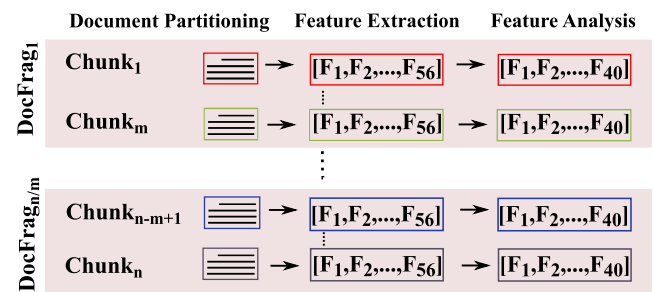 Document Partitioning Feature Extraction Feature Analysis
DocFrag₁
Chunk₁ [F₁,F₂,...,F₅₆] [F₁,F₂,...,F₄₀]
Chunkₘ [F₁,F₂,...,F₅₆] [F₁,F₂,...,F₄₀]
DocFragn/m
Chunkn-m+1 [F₁,F₂,...,F₅₆] [F₁,F₂,...,F₄₀]
Chunkₙ [F₁,F₂,...,F₅₆] [F₁,F₂,...,F₄₀]